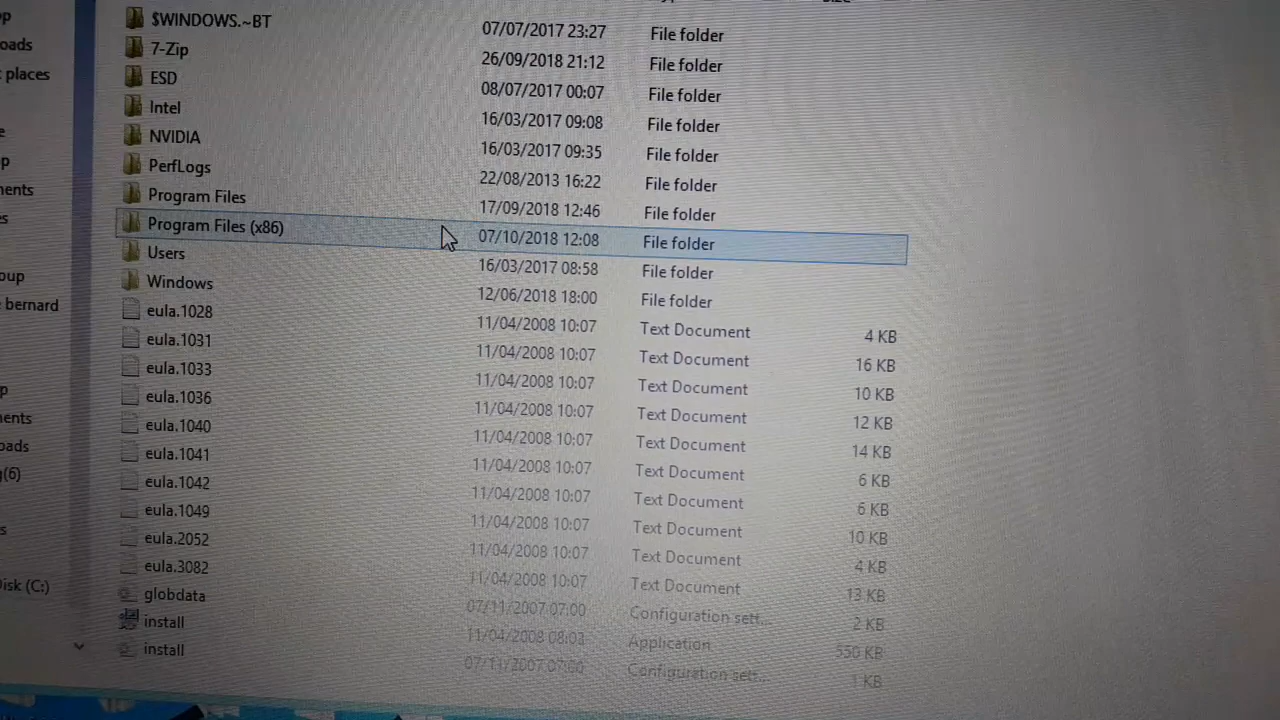 $WINDOWS.~BT 07/07/2017 23:27 File folder
7-Zip 26/09/2018 21:12 File folder
ESD 08/07/2017 00:07 File folder
Intel 16/03/2017 09:08 File folder
NVIDIA 16/03/2017 09:35 File folder
PerfLogs 22/08/2013 16:22 File folder
Program Files 17/09/2018 12:46 File folder
Program Files (x86) 07/10/2018 12:08 File folder
Users 16/03/2017 08:58 File folder
Windows 12/06/2018 18:00 File folder
eula.1028 11/04/2008 10:07 Text Document 4 KB
eula.1031 11/04/2008 10:07 Text Document 16 KB
eula.1033 11/04/2008 10:07 Text Document 10 KB
eula.1036 11/04/2008 10:07 Text Document 12 KB
eula.1040 11/04/2008 10:07 Text Document 14 KB
eula.1041 11/04/2008 10:07 Text Document 6 KB
eula.1042 11/04/2008 10:07 Text Document 6 KB
eula.1049 11/04/2008 10:07 Text Document 10 KB
eula.2052 11/04/2008 10:07 Text Document 4 KB
eula.3082 11/04/2008 10:07 Text Document 13 KB
globdata 07/11/2007 07:00 Configuration sett... 2 KB
install 11/04/2008 08:03 Application 550 KB
install 07/11/2007 07:00 Configuration sett... 1 KB
oads
places
ents
oup
bernard
ents
oads
(6)
isk (C:)